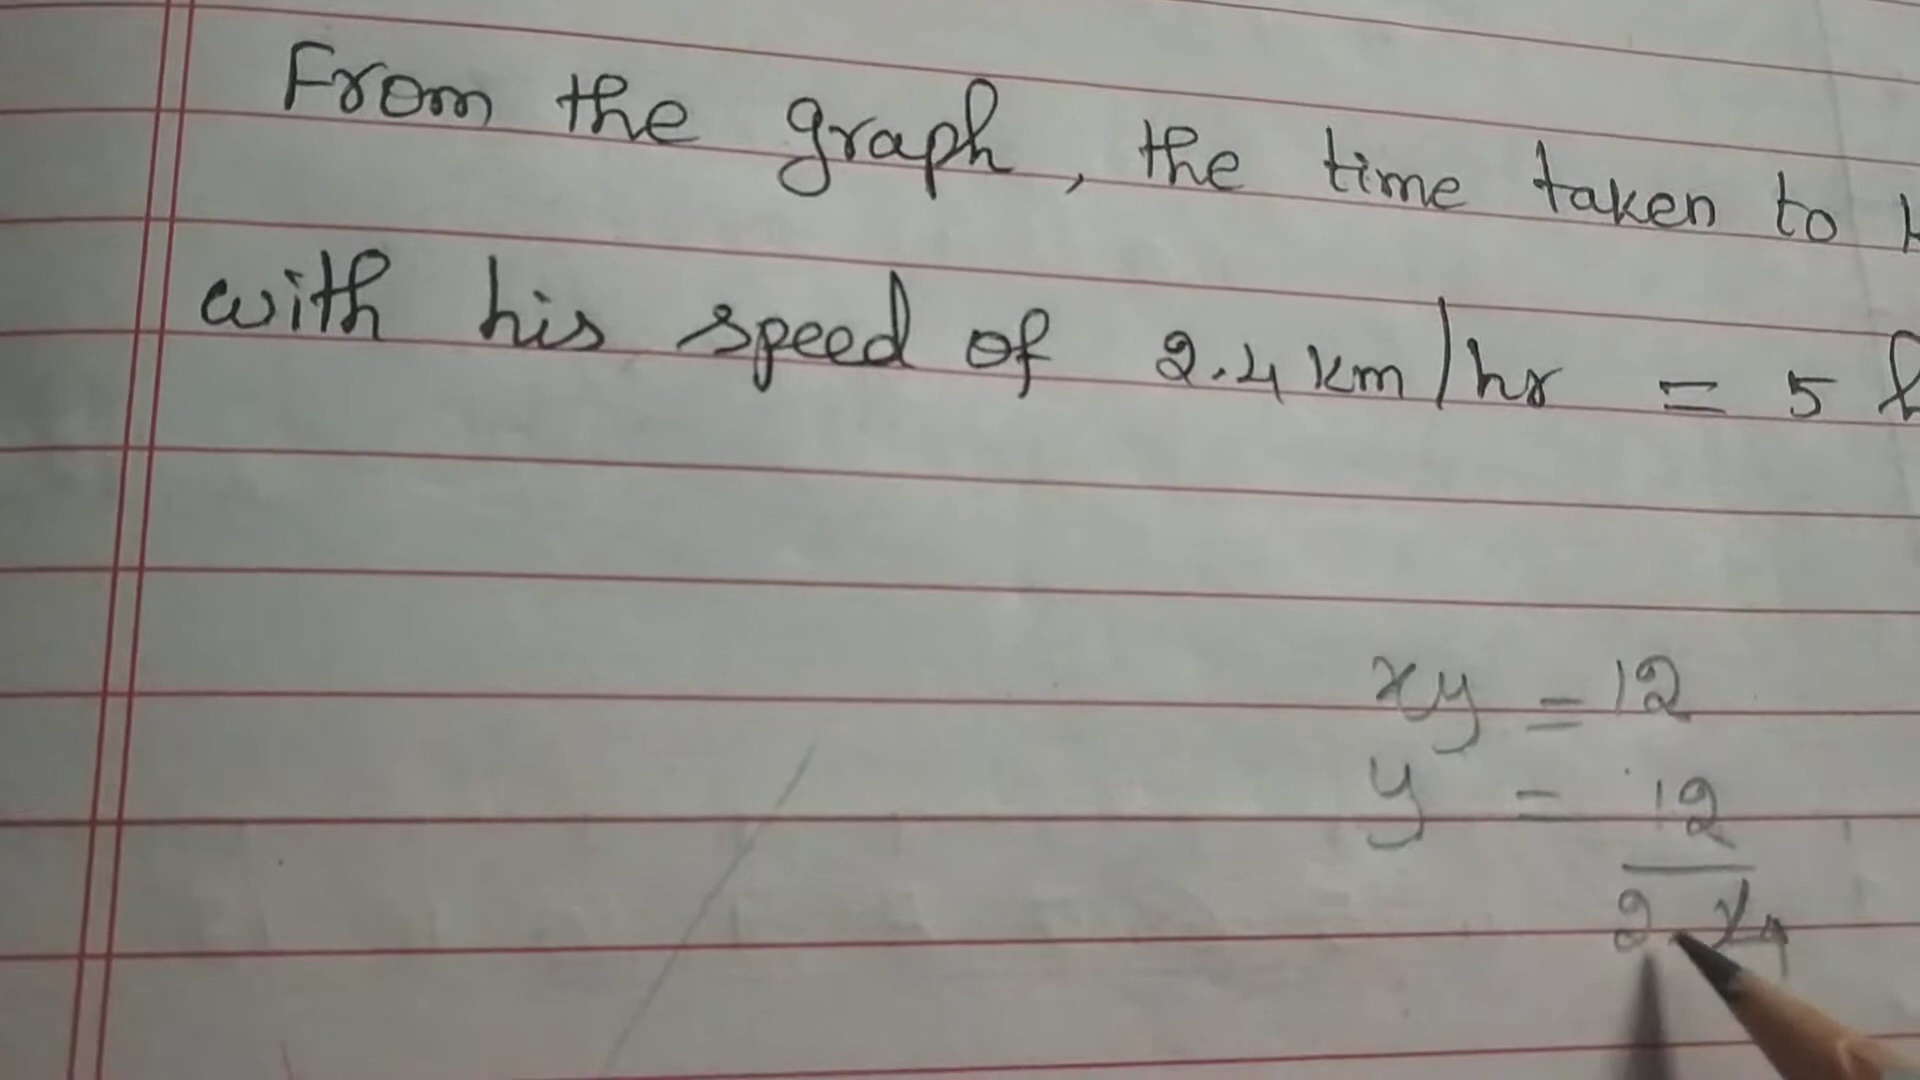 From the graph, the time taken to
with his speed of 2.4 km/hr = 5
xy = 12
y = 12
2.4